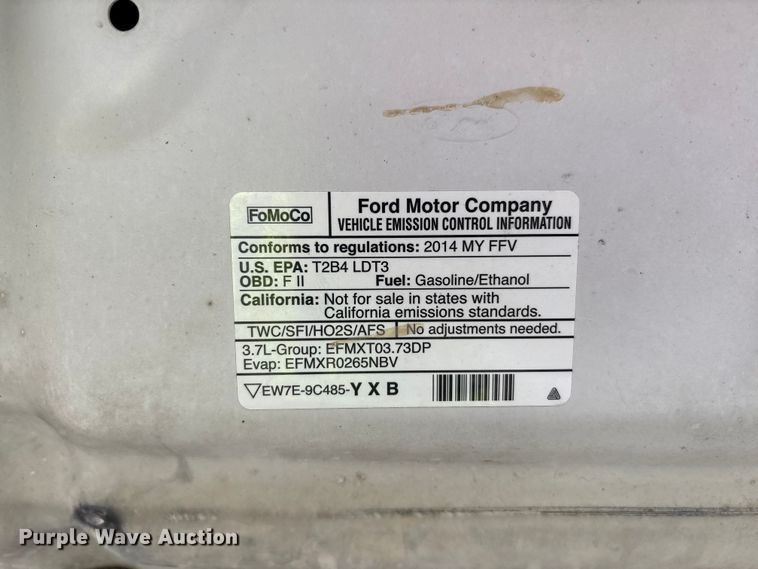 FoMoCo
Ford Motor Company
VEHICLE EMISSION CONTROL INFORMATION
Conforms to regulations: 2014 MY FFV
U.S. EPA: T2B4 LDT3
OBD: F II Fuel: Gasoline/Ethanol
California: Not for sale in states with
California emissions standards.
TWC/SFI/HO2S/AFS No adjustments needed.
3.7L-Group: EFMXT03.73DP
Evap: EFMXR0265NBV
EW7E-9C485-Y X B
Purple Wave Auction